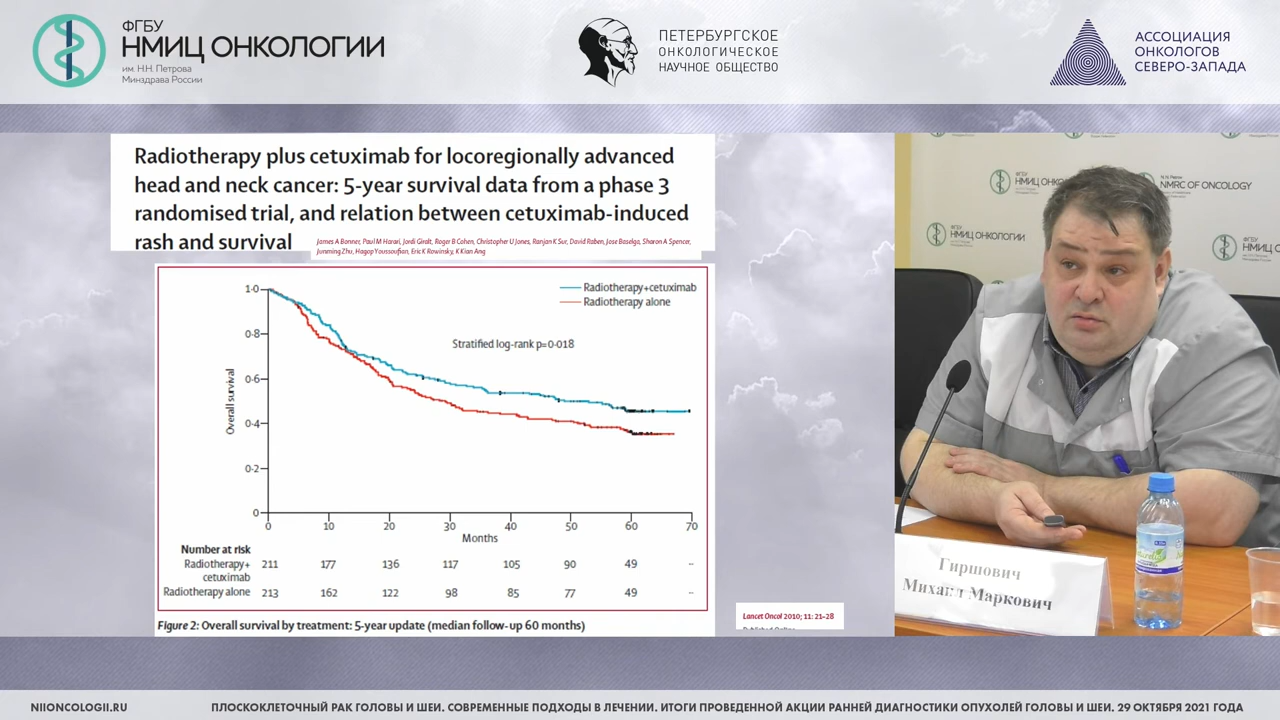 ФГБУ
НМИЦ ОНКОЛОГИИ
им. Н.Н. Петрова
Минздрава России
ПЕТЕРБУРГСКОЕ
ОНКОЛОГИЧЕСКОЕ
НАУЧНОЕ ОБЩЕСТВО
АССОЦИАЦИЯ
ОНКОЛОГОВ
СЕВЕРО-ЗАПАДА
Radiotherapy plus cetuximab for locoregionally advanced
head and neck cancer: 5-year survival data from a phase 3
randomised trial, and relation between cetuximab-induced
rash and survival
James A Bonner, Paul M Harari, Jordi Giralt, Roger B Cohen, Christopher U Jones, Ranjan K Sur, David Raben, Jose Baselga, Sharon A Spencer,
Junming Zhu, Hagop Youssoufian, Eric K Rowinsky, K Kian Ang
Radiotherapy+cetuximab
Radiotherapy alone
Stratified log-rank p=0·018
Overall survival
1·0
0·8
0·6
0·4
0·2
0
0 10 20 30 40 50 60 70
Months
Number at risk
Radiotherapy+
cetuximab 211 177 136 117 105 90 49 ··
Radiotherapy alone 213 162 122 98 85 77 49 ··
Figure 2: Overall survival by treatment: 5-year update (median follow-up 60 months)
Lancet Oncol 2010; 11: 21–28
ФГБУ
НМИЦ
NMRC OF ONCOLOGY
ФГБУ
НМИЦ ОНКОЛОГИИ
ФГБУ
НМИЦ
Гиршович
Михаил Маркович
NIIONCOLOGII.RU
ПЛОСКОКЛЕТОЧНЫЙ РАК ГОЛОВЫ И ШЕИ. СОВРЕМЕННЫЕ ПОДХОДЫ В ЛЕЧЕНИИ. ИТОГИ ПРОВЕДЕННОЙ АКЦИИ РАННЕЙ ДИАГНОСТИКИ ОПУХОЛЕЙ ГОЛОВЫ И ШЕИ. 29 ОКТЯБРЯ 2021 ГОДА